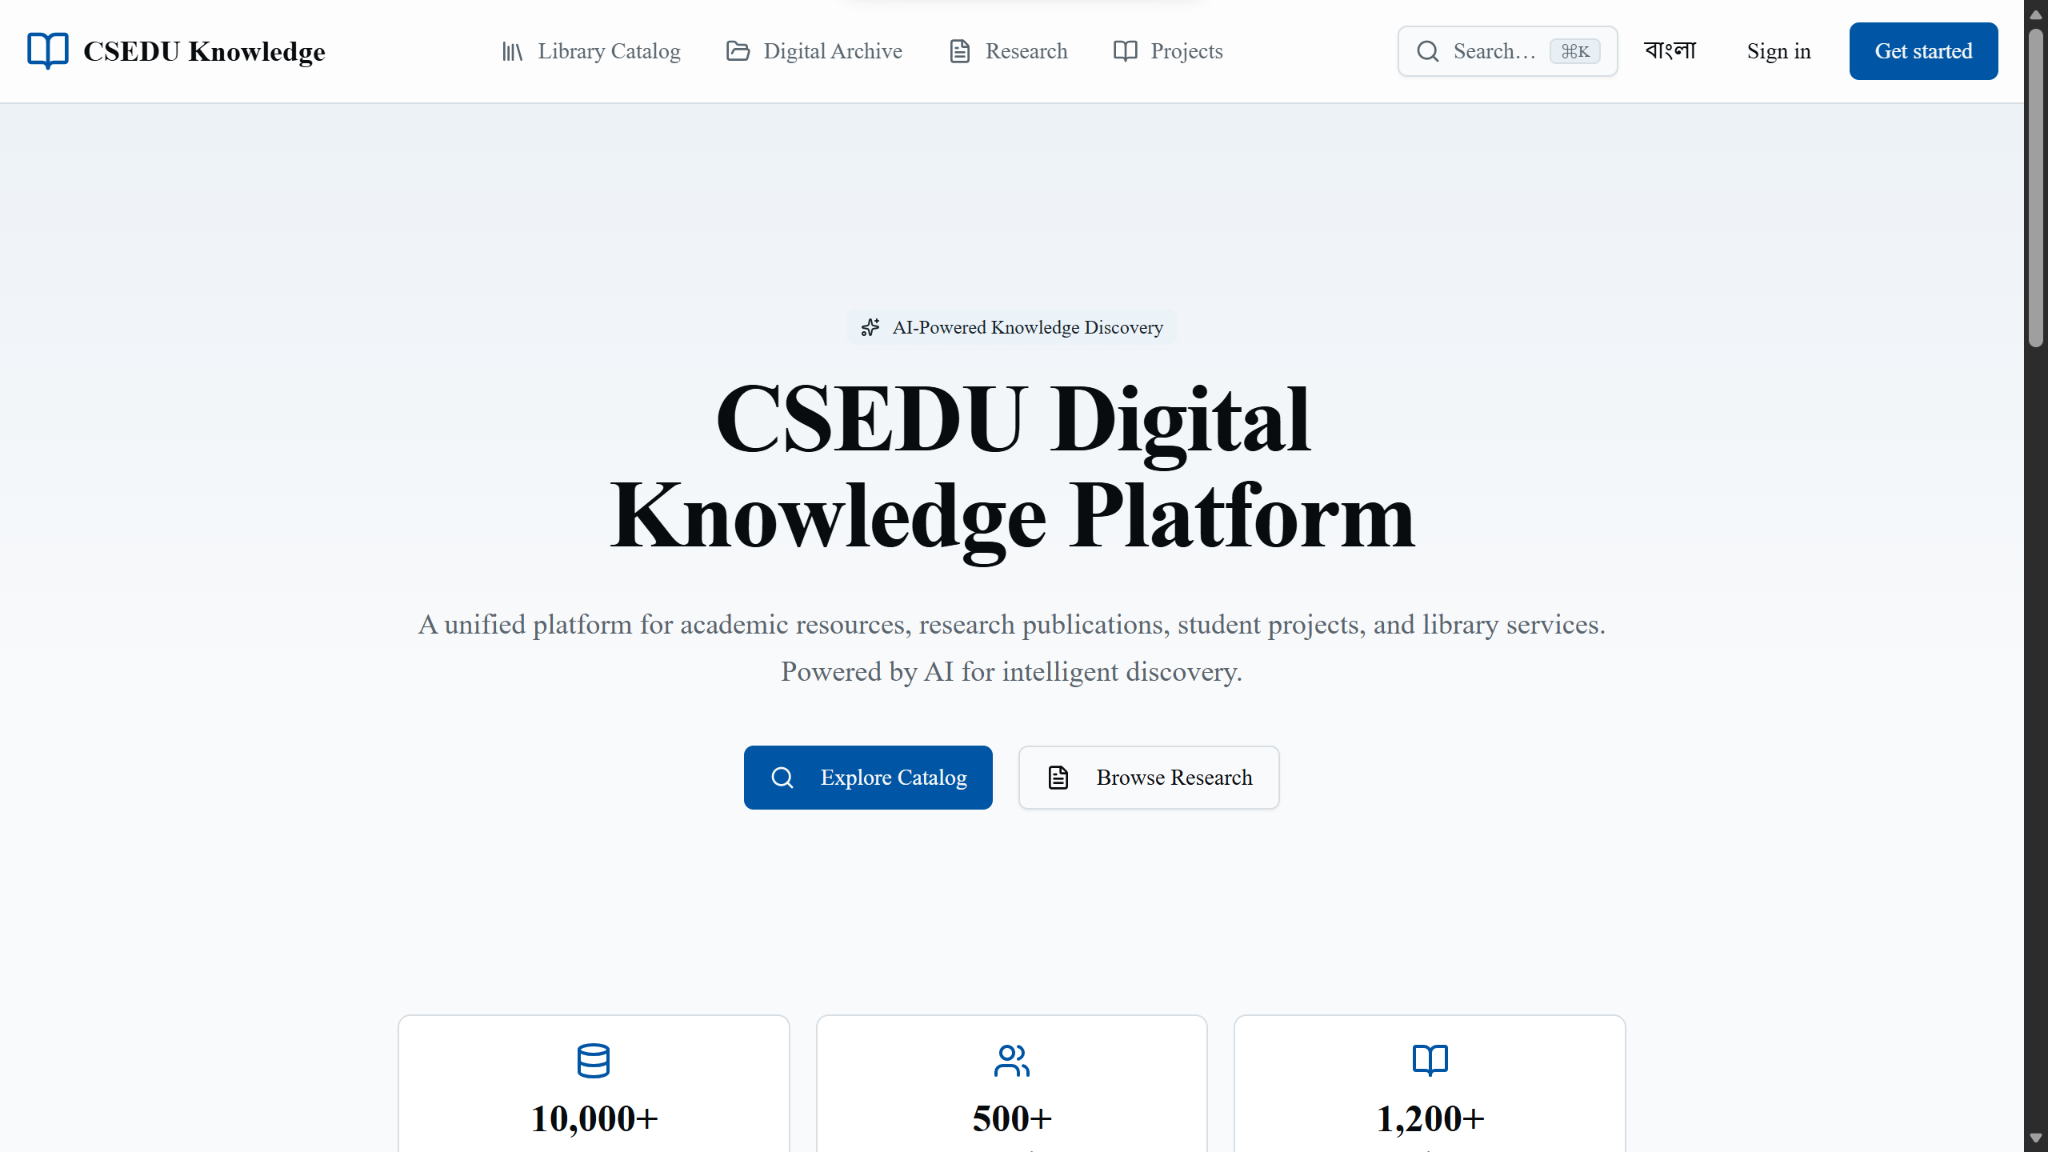 CSEDU Knowledge
Library Catalog
Digital Archive
Research
Projects
Search...
⌘K
বাংলা
Sign in
Get started
AI-Powered Knowledge Discovery
CSEDU Digital
Knowledge Platform
A unified platform for academic resources, research publications, student projects, and library services.
Powered by AI for intelligent discovery.
Explore Catalog
Browse Research
10,000+
500+
1,200+